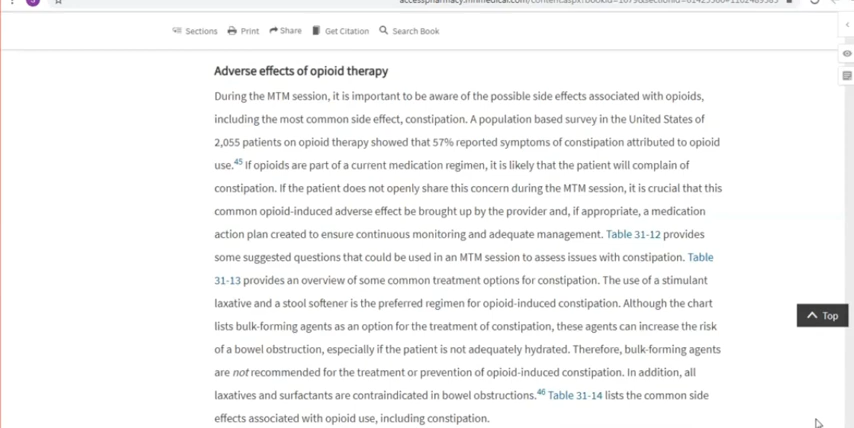 Sections Print Share Get Citation Search Book
Adverse effects of opioid therapy
During the MTM session, it is important to be aware of the possible side effects associated with opioids,
including the most common side effect, constipation. A population based survey in the United States of
2,055 patients on opioid therapy showed that 57% reported symptoms of constipation attributed to opioid
use.45 If opioids are part of a current medication regimen, it is likely that the patient will complain of
constipation. If the patient does not openly share this concern during the MTM session, it is crucial that this
common opioid-induced adverse effect be brought up by the provider and, if appropriate, a medication
action plan created to ensure continuous monitoring and adequate management. Table 31-12 provides
some suggested questions that could be used in an MTM session to assess issues with constipation. Table
31-13 provides an overview of some common treatment options for constipation. The use of a stimulant
laxative and a stool softener is the preferred regimen for opioid-induced constipation. Although the chart
lists bulk-forming agents as an option for the treatment of constipation, these agents can increase the risk
Top
of a bowel obstruction, especially if the patient is not adequately hydrated. Therefore, bulk-forming agents
are not recommended for the treatment or prevention of opioid-induced constipation. In addition, all
laxatives and surfactants are contraindicated in bowel obstructions.46 Table 31-14 lists the common side
effects associated with opioid use, including constipation.